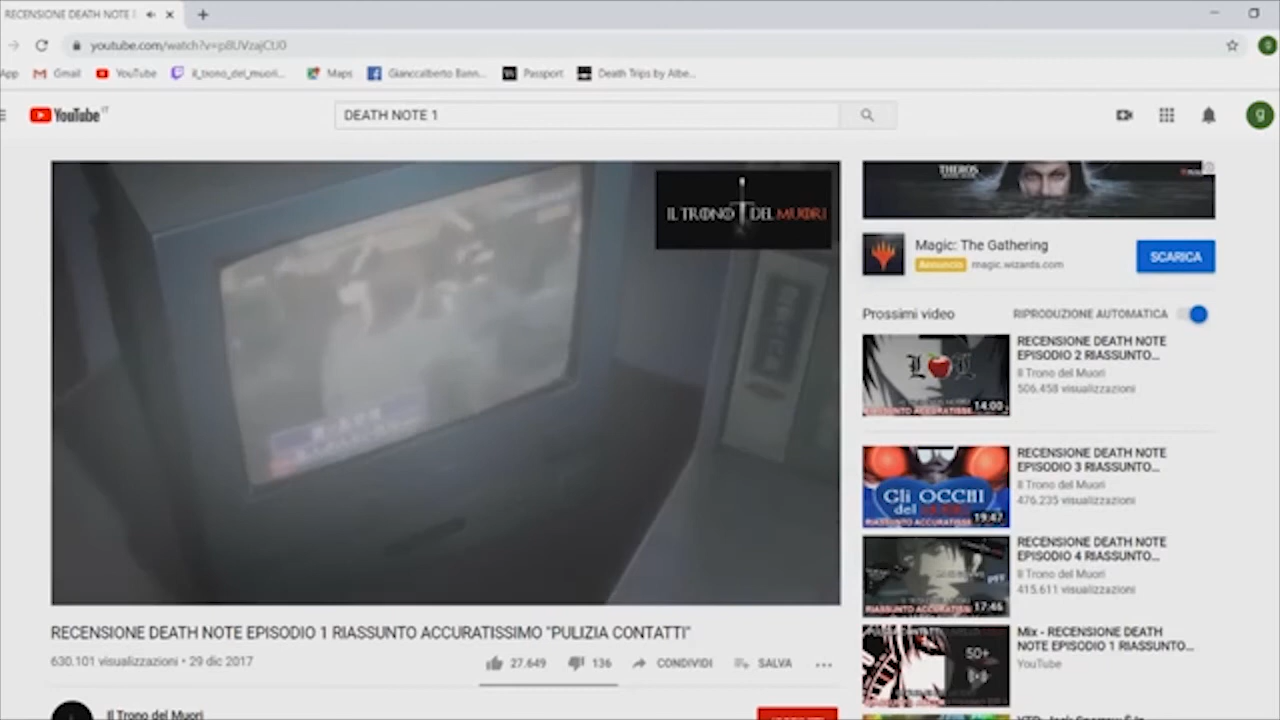 RECENSIONE DEATH NOTE
youtube.com/watch?v=pBUVzajCtJ0
App Gmail YouTube il_trono_del_muori... Maps Gianccalberto Bann... Passport Death Trips by Albe...
YouTube IT
DEATH NOTE 1
g
IL TRONO DEL MUORI
THEROS
Magic: The Gathering
Annuncio magic.wizards.com
SCARICA
Prossimi video
RIPRODUZIONE AUTOMATICA
L L
14:00
RECENSIONE DEATH NOTE
EPISODIO 2 RIASSUNTO...
Il Trono del Muori
506.458 visualizzazioni
GLI OCCHI
del
19:47
RECENSIONE DEATH NOTE
EPISODIO 3 RIASSUNTO...
Il Trono del Muori
476.235 visualizzazioni
RIASSUNTO ACCURATISSI
17:46
RECENSIONE DEATH NOTE
EPISODIO 4 RIASSUNTO...
Il Trono del Muori
415.611 visualizzazioni
50+
Mix - RECENSIONE DEATH
NOTE EPISODIO 1 RIASSUNTO...
YouTube
RECENSIONE DEATH NOTE EPISODIO 1 RIASSUNTO ACCURATISSIMO "PULIZIA CONTATTI"
630.101 visualizzazioni • 29 dic 2017
27.649 136 CONDIVIDI SALVA
Il Trono del Muori